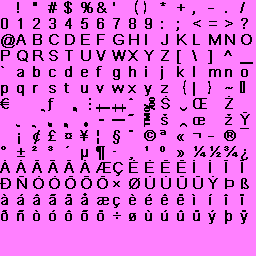 ! " # $ % & ' ( ) * + , - . /
0 1 2 3 4 5 6 7 8 9 : ; < = > ?
@ A B C D E F G H I J K L M N O
P Q R S T U V W X Y Z [ \ ] ^ _
` a b c d e f g h i j k l m n o
p q r s t u v w x y z { | } ~
€ ‚ ƒ „ … † ‡ ˆ ‰ Š ‹ Œ Ž
‘ ’ “ ” • – — ˜ ™ š › œ ž Ÿ
¡ ¢ £ ¤ ¥ ¦ § ¨ © ª « ¬ - ® ¯
° ± ² ³ ´ µ ¶ · ¸ ¹ º » ¼ ½ ¾ ¿
À Á Â Ã Ä Å Æ Ç È É Ê Ë Ì Í Î Ï
Ð Ñ Ò Ó Ô Õ Ö × Ø Ù Ú Û Ü Ý Þ ß
à á â ã ä å æ ç è é ê ë ì í î ï
ð ñ ò ó ô õ ö ÷ ø ù ú û ü ý þ ÿ